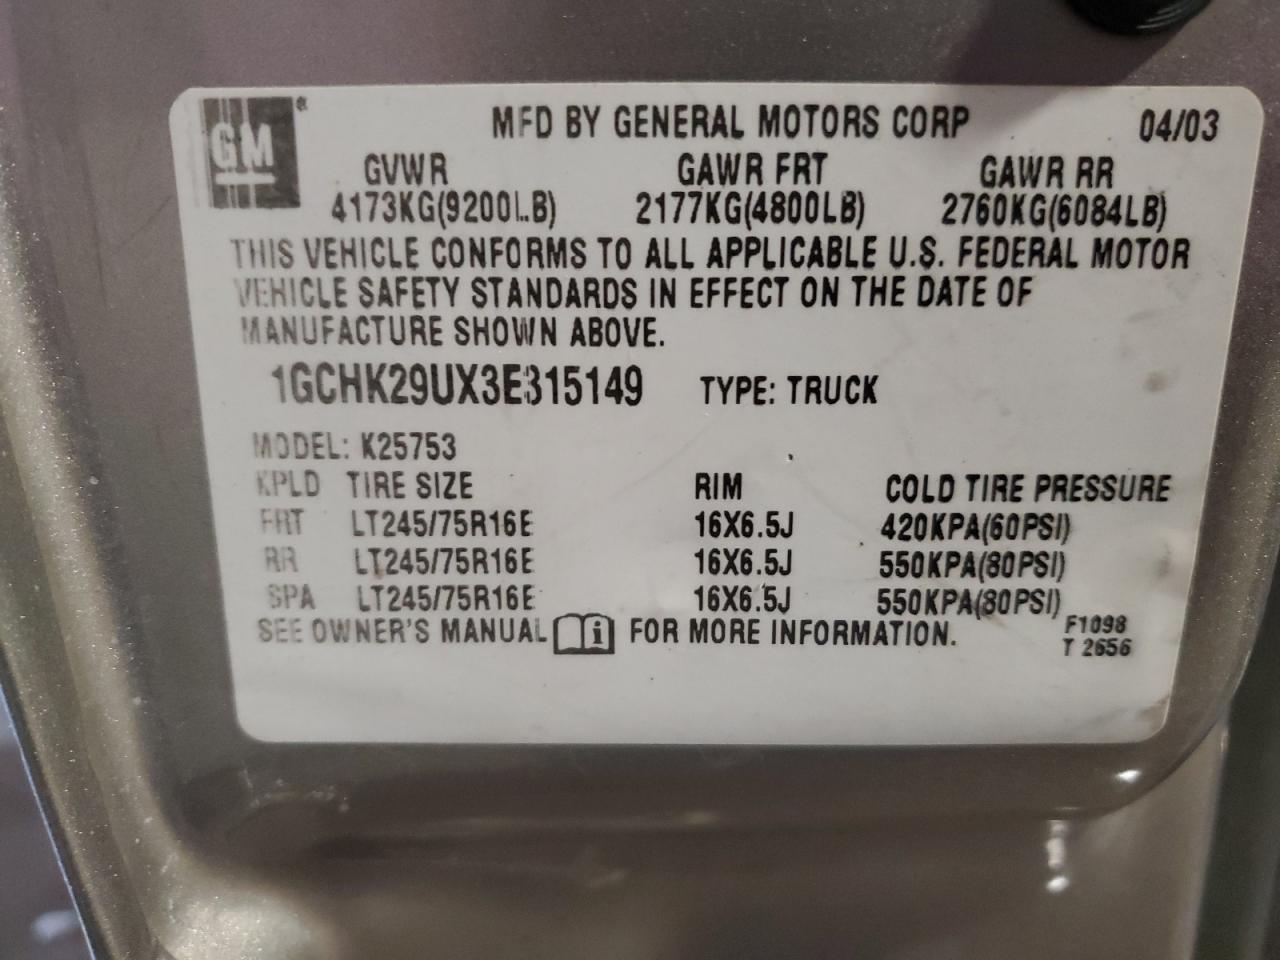 GM®
MFD BY GENERAL MOTORS CORP 04/03
GVWR GAWR FRT GAWR RR
4173KG(9200LB) 2177KG(4800LB) 2760KG(6084LB)
THIS VEHICLE CONFORMS TO ALL APPLICABLE U.S. FEDERAL MOTOR
VEHICLE SAFETY STANDARDS IN EFFECT ON THE DATE OF
MANUFACTURE SHOWN ABOVE.
1GCHK29UX3E315149 TYPE: TRUCK
MODEL: K25753
KPLD TIRE SIZE RIM COLD TIRE PRESSURE
FRT LT245/75R16E 16X6.5J 420KPA(60PSI)
RR LT245/75R16E 16X6.5J 550KPA(80PSI)
SPA LT245/75R16E 16X6.5J 550KPA(80PSI)
SEE OWNER'S MANUAL i FOR MORE INFORMATION.
F1098
T 2656